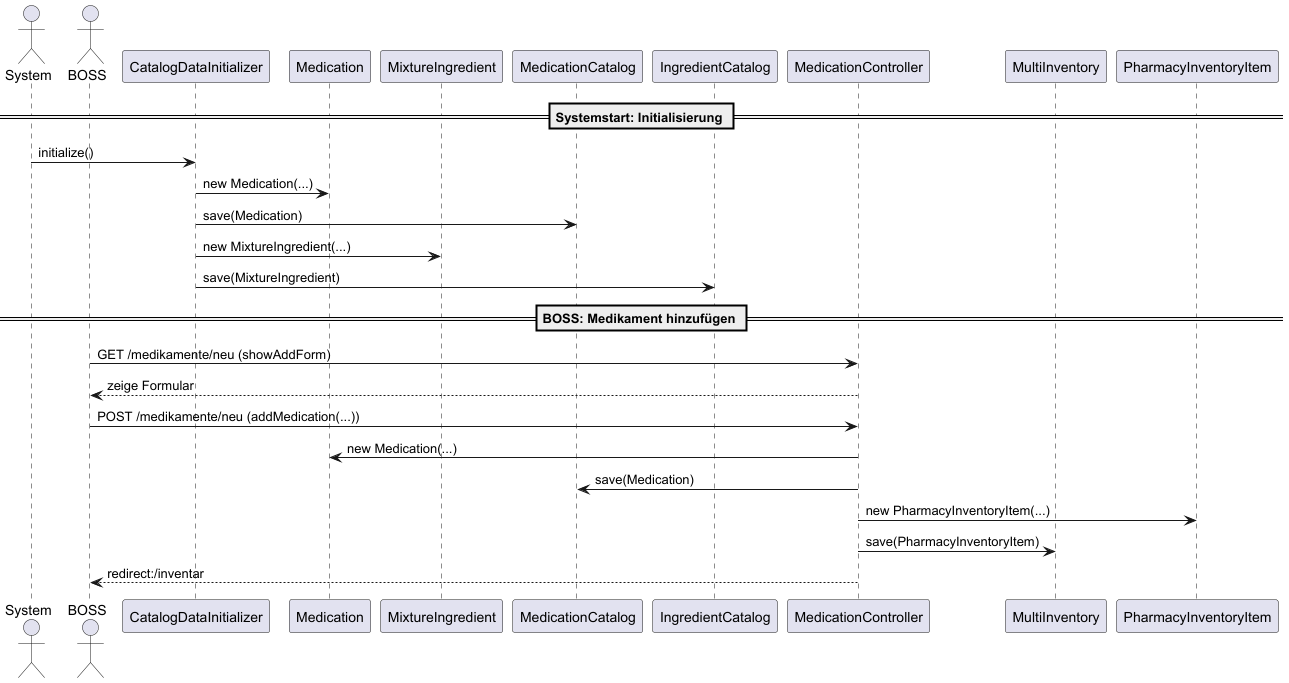 System
BOSS
CatalogDataInitializer
Medication
MixtureIngredient
MedicationCatalog
IngredientCatalog
MedicationController
MultiInventory
PharmacyInventoryItem
Systemstart: Initialisierung
initialize()
new Medication(...)
save(Medication)
new MixtureIngredient(...)
save(MixtureIngredient)
BOSS: Medikament hinzufügen
GET /medikamente/neu (showAddForm)
zeige Formular
POST /medikamente/neu (addMedication(...))
new Medication(...)
save(Medication)
new PharmacyInventoryItem(...)
save(PharmacyInventoryItem)
redirect:/inventar
System
BOSS
CatalogDataInitializer
Medication
MixtureIngredient
MedicationCatalog
IngredientCatalog
MedicationController
MultiInventory
PharmacyInventoryItem